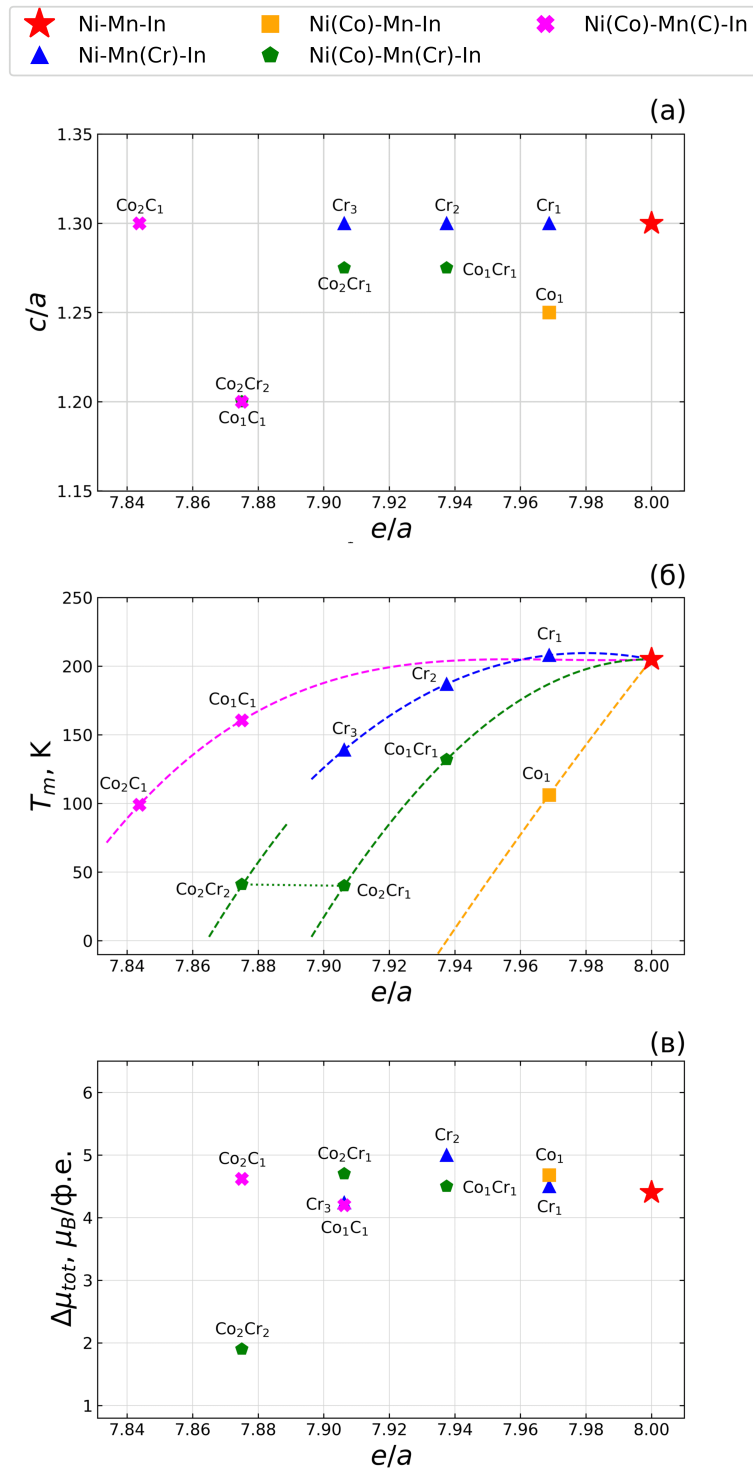 Ni-Mn-In
Ni(Co)-Mn-In
Ni(Co)-Mn(C)-In
Ni-Mn(Cr)-In
Ni(Co)-Mn(Cr)-In
(а)
1.35
1.30
1.25
1.20
1.15
c/a
Co₂C₁
Cr₃
Cr₂
Cr₁
Co₂Cr₁
Co₁Cr₁
Co₁
Co₂Cr₂
Co₁C₁
7.84 7.86 7.88 7.90 7.92 7.94 7.96 7.98 8.00
e/a
(б)
250
200
150
100
50
0
Tₘ, K
Cr₁
Cr₂
Co₁C₁
Cr₃
Co₁Cr₁
Co₂C₁
Co₁
Co₂Cr₂
Co₂Cr₁
7.84 7.86 7.88 7.90 7.92 7.94 7.96 7.98 8.00
e/a
(в)
6
5
4
3
2
1
Δμₜₒₜ, μ_B/ф.е.
Cr₂
Co₂C₁
Co₂Cr₁
Co₁
Co₁Cr₁
Cr₃
Cr₁
Co₁C₁
Co₂Cr₂
7.84 7.86 7.88 7.90 7.92 7.94 7.96 7.98 8.00
e/a